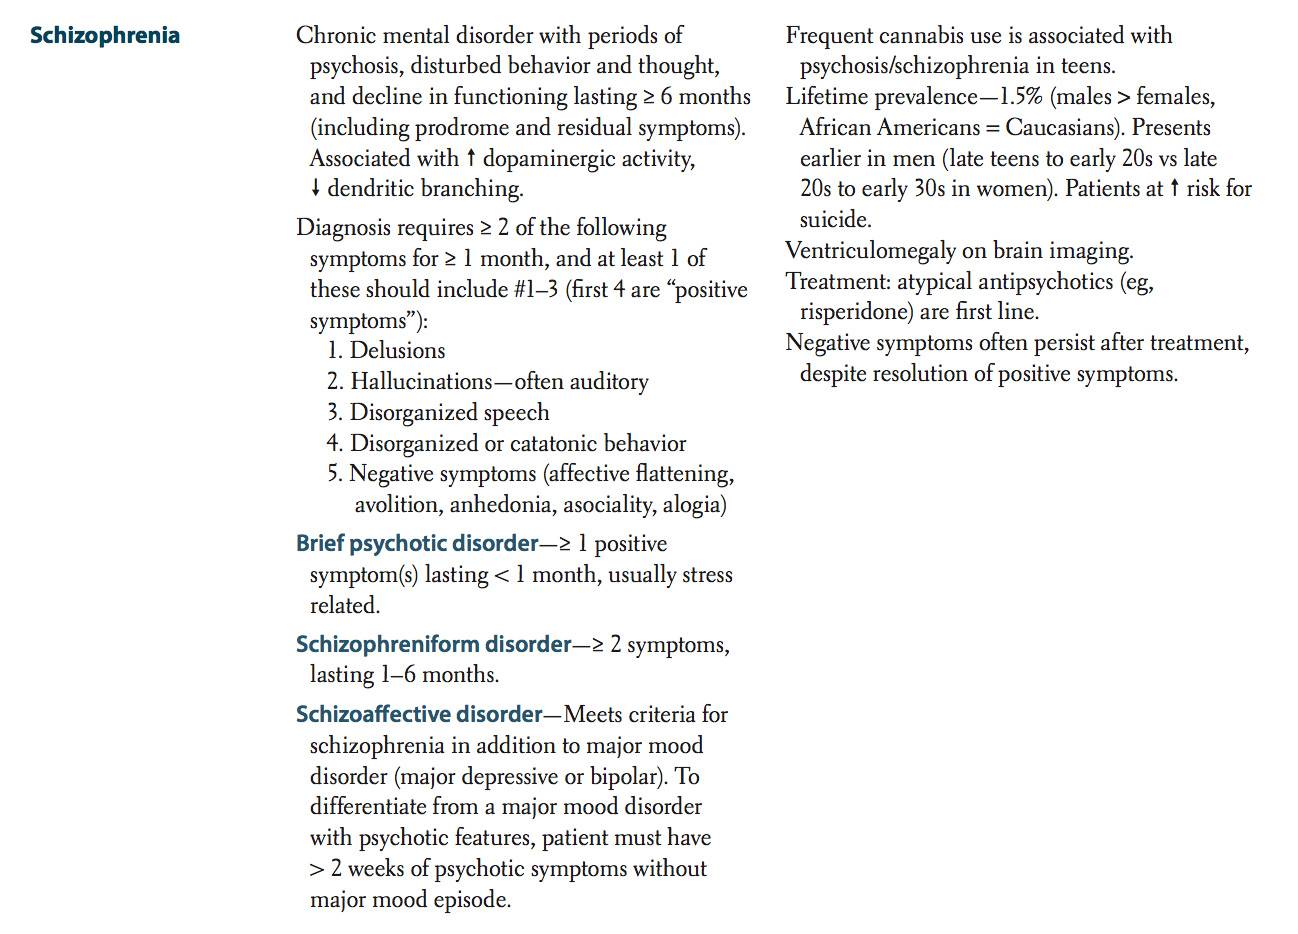 Schizophrenia
Chronic mental disorder with periods of
psychosis, disturbed behavior and thought,
and decline in functioning lasting ≥ 6 months
(including prodrome and residual symptoms).
Associated with ↑ dopaminergic activity,
↓ dendritic branching.
Diagnosis requires ≥ 2 of the following
symptoms for ≥ 1 month, and at least 1 of
these should include #1–3 (first 4 are “positive
symptoms”):
1. Delusions
2. Hallucinations—often auditory
3. Disorganized speech
4. Disorganized or catatonic behavior
5. Negative symptoms (affective flattening,
avolition, anhedonia, asociality, alogia)
Brief psychotic disorder—≥ 1 positive
symptom(s) lasting < 1 month, usually stress
related.
Schizophreniform disorder—≥ 2 symptoms,
lasting 1–6 months.
Schizoaffective disorder—Meets criteria for
schizophrenia in addition to major mood
disorder (major depressive or bipolar). To
differentiate from a major mood disorder
with psychotic features, patient must have
> 2 weeks of psychotic symptoms without
major mood episode.
Frequent cannabis use is associated with
psychosis/schizophrenia in teens.
Lifetime prevalence—1.5% (males > females,
African Americans = Caucasians). Presents
earlier in men (late teens to early 20s vs late
20s to early 30s in women). Patients at ↑ risk for
suicide.
Ventriculomegaly on brain imaging.
Treatment: atypical antipsychotics (eg,
risperidone) are first line.
Negative symptoms often persist after treatment,
despite resolution of positive symptoms.